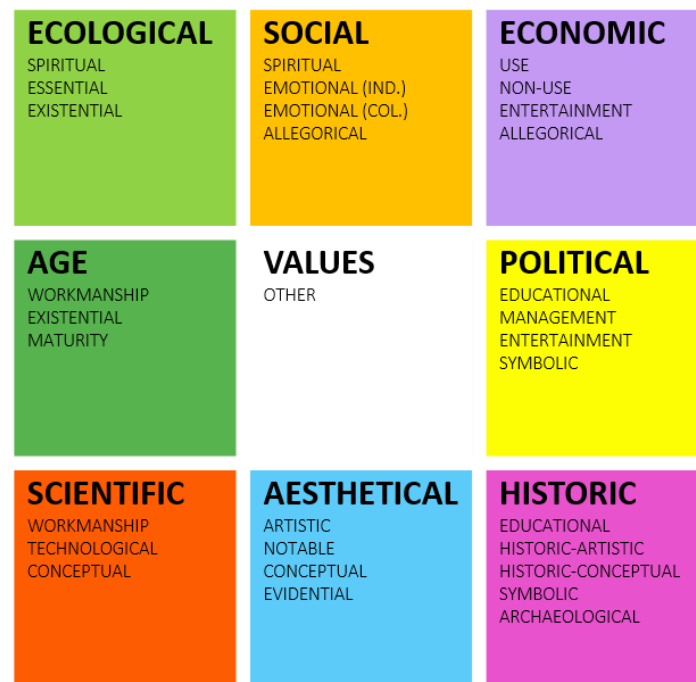 ECOLOGICAL
SPIRITUAL
ESSENTIAL
EXISTENTIAL
SOCIAL
SPIRITUAL
EMOTIONAL (IND.)
EMOTIONAL (COL.)
ALLEGORICAL
ECONOMIC
USE
NON-USE
ENTERTAINMENT
ALLEGORICAL
AGE
WORKMANSHIP
EXISTENTIAL
MATURITY
VALUES
OTHER
POLITICAL
EDUCATIONAL
MANAGEMENT
ENTERTAINMENT
SYMBOLIC
SCIENTIFIC
WORKMANSHIP
TECHNOLOGICAL
CONCEPTUAL
AESTHETICAL
ARTISTIC
NOTABLE
CONCEPTUAL
EVIDENTIAL
HISTORIC
EDUCATIONAL
HISTORIC-ARTISTIC
HISTORIC-CONCEPTUAL
SYMBOLIC
ARCHAEOLOGICAL